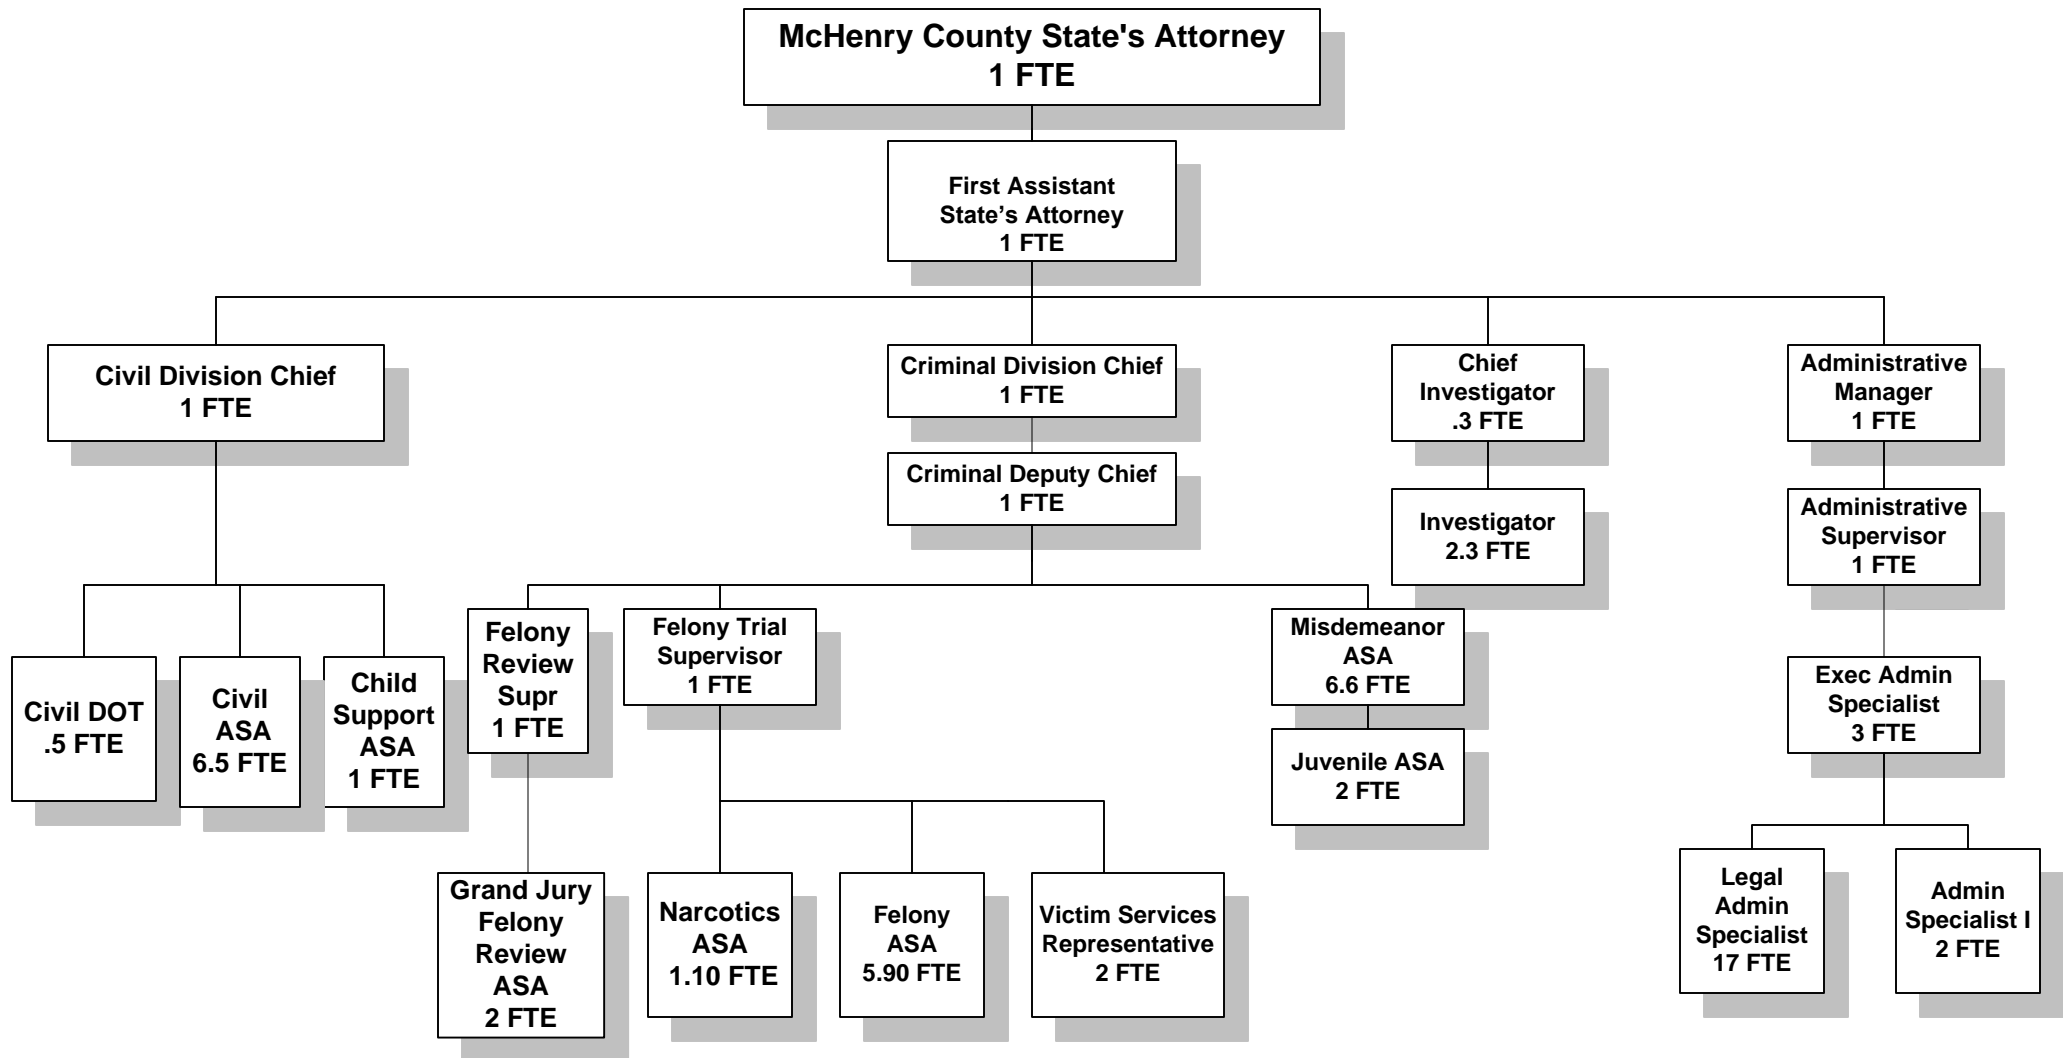 McHenry County State's Attorney
1 FTE
First Assistant
State’s Attorney
1 FTE
Civil Division Chief
1 FTE
Criminal Division Chief
1 FTE
Chief
Investigator
.3 FTE
Administrative
Manager
1 FTE
Criminal Deputy Chief
1 FTE
Investigator
2.3 FTE
Administrative
Supervisor
1 FTE
Civil DOT
.5 FTE
Civil
ASA
6.5 FTE
Child
Support
ASA
1 FTE
Felony
Review
Supr
1 FTE
Felony Trial
Supervisor
1 FTE
Misdemeanor
ASA
6.6 FTE
Exec Admin
Specialist
3 FTE
Juvenile ASA
2 FTE
Grand Jury
Felony
Review
ASA
2 FTE
Narcotics
ASA
1.10 FTE
Felony
ASA
5.90 FTE
Victim Services
Representative
2 FTE
Legal
Admin
Specialist
17 FTE
Admin
Specialist I
2 FTE